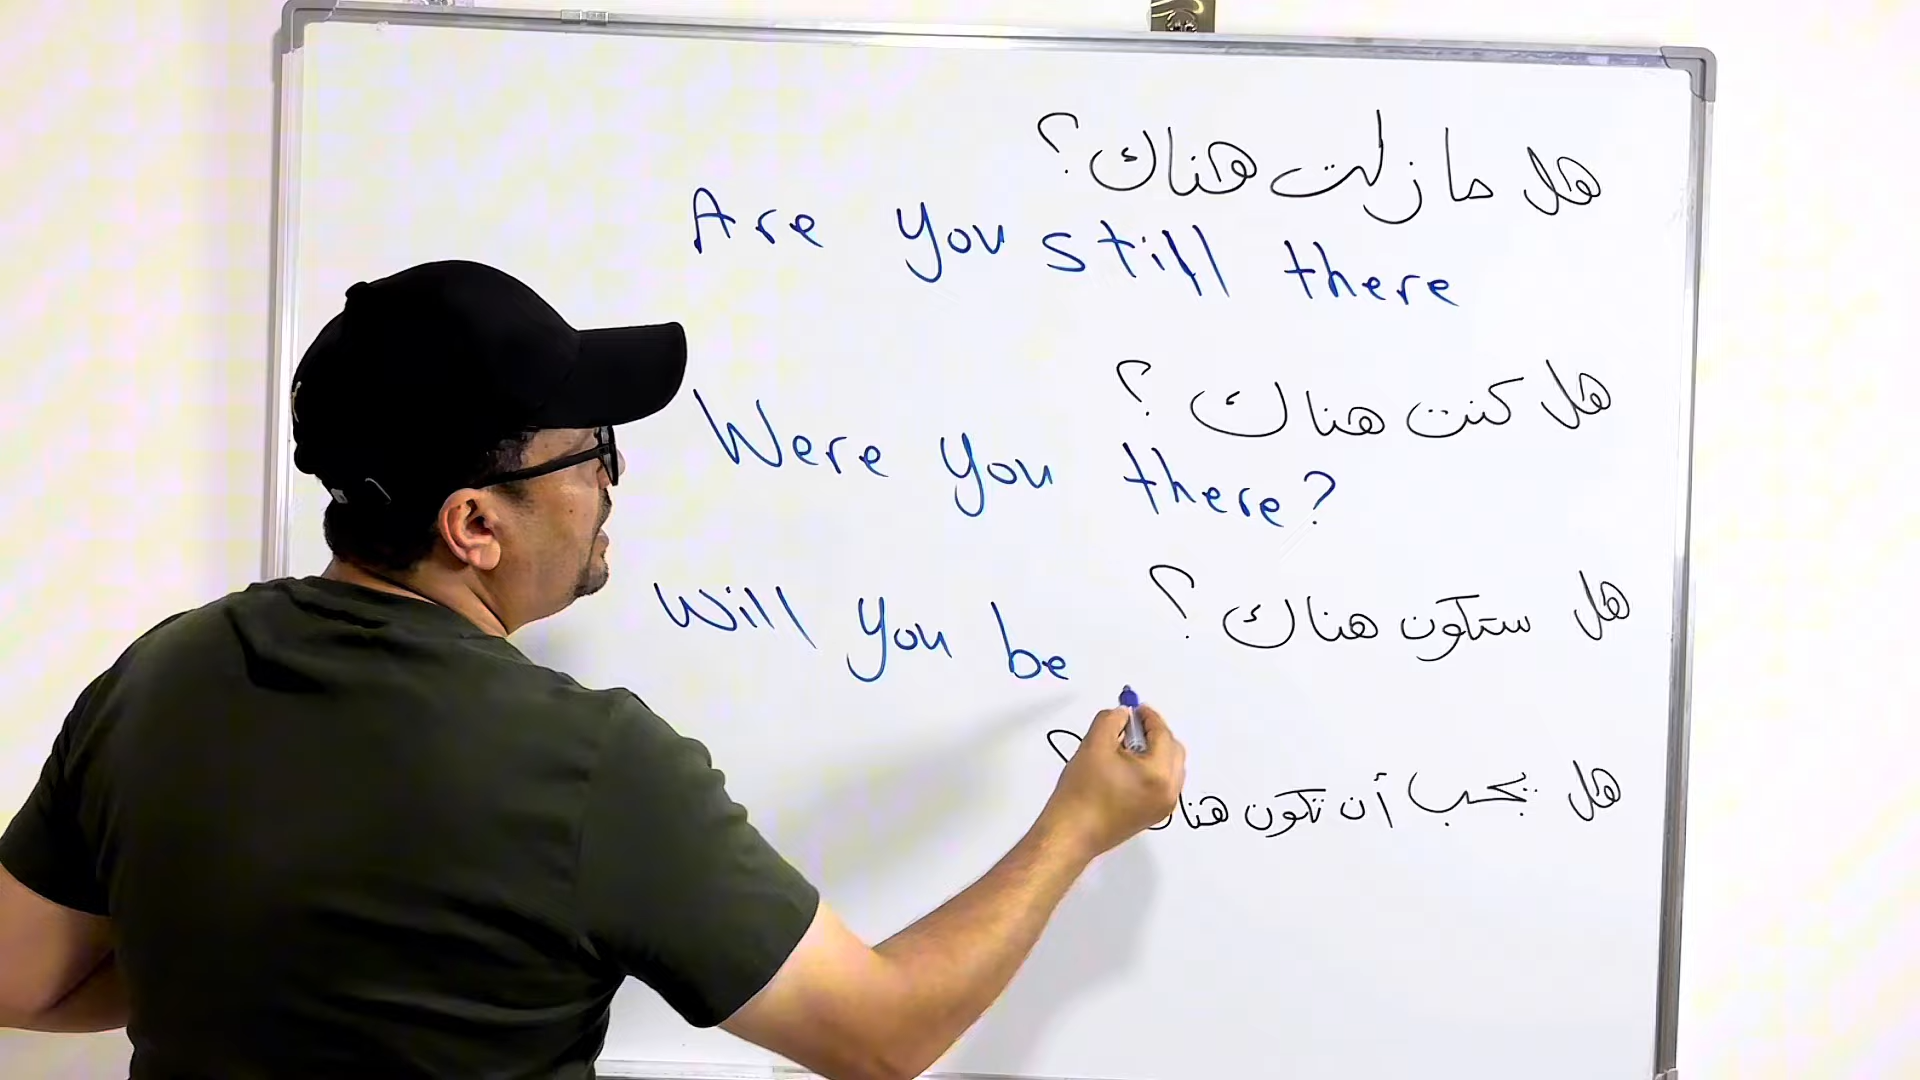 هل ما زلت هناك؟
Are you still there
هل كنت هناك؟
Were you there?
هل ستكون هناك؟
Will you be
هل يجب أن تكون